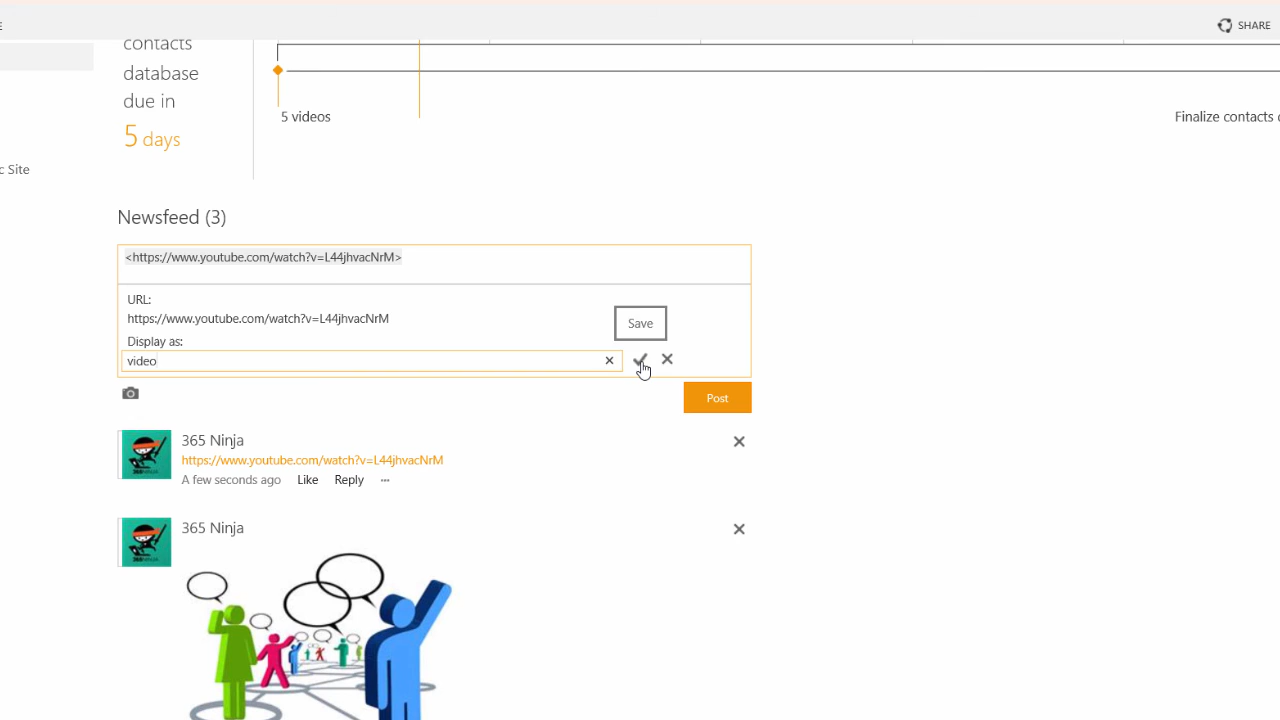 E
SHARE
contacts
database
due in
5 days
5 videos
Finalize contacts
c Site
Newsfeed (3)
<https://www.youtube.com/watch?v=L44jhvacNrM>
URL:
https://www.youtube.com/watch?v=L44jhvacNrM
Save
Display as:
video
Post
365 Ninja
https://www.youtube.com/watch?v=L44jhvacNrM
A few seconds ago Like Reply ...
365 Ninja